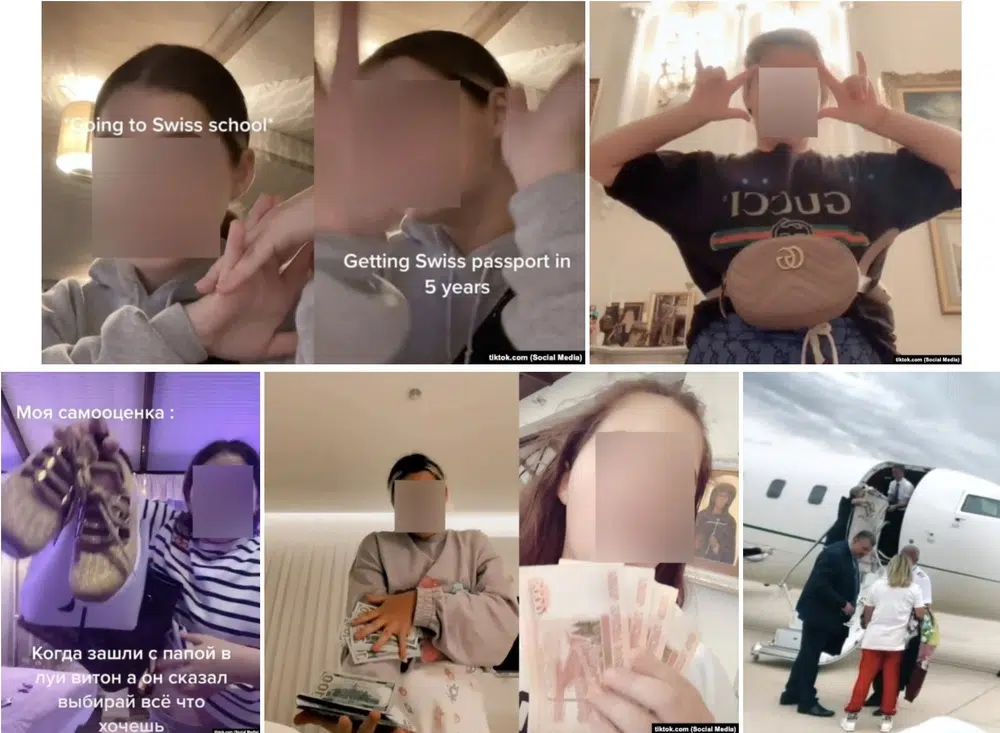 *Going to Swiss school*
Getting Swiss passport in
5 years
tiktok.com (Social Media)
GUCCI
tiktok.com (Social Media)
Моя самооценка :
Когда зашли с папой в
луи витон а он сказал
выбирай всё что
хочешь
tiktok.com (Social Media)
100
tiktok.com (Social Media)